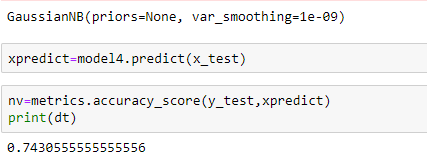 GaussianNB(priors=None, var_smoothing=1e-09)
xpredict=model4.predict(x_test)
nv=metrics.accuracy_score(y_test,xpredict)
print(dt)
0.7430555555555556